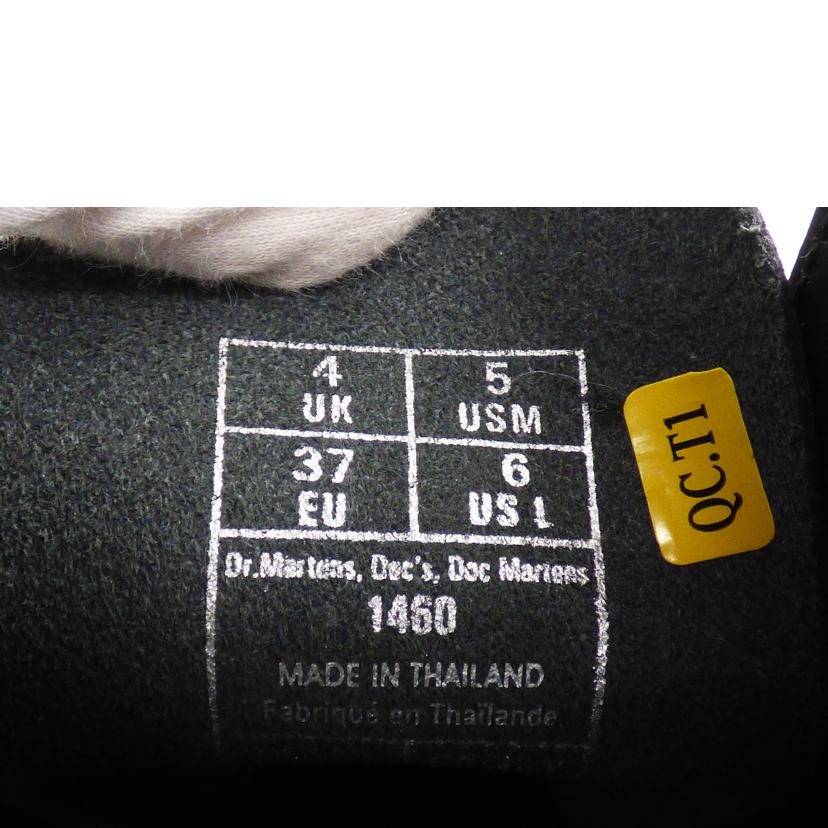 4 UK
5 USM
37 EU
6 US L
Dr.Martens, Doc's, Doc Martens
1460
MADE IN THAILAND
Fabriqué en Thaïlande
QC.T1